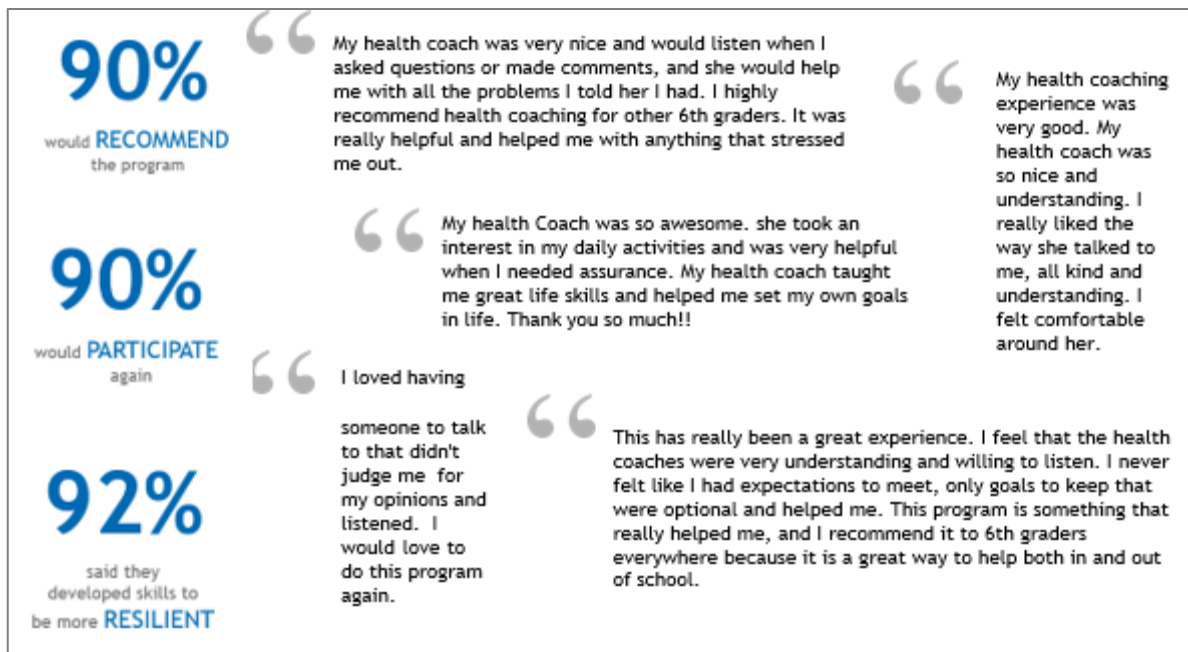 90%
would RECOMMEND
the program
My health coach was very nice and would listen when I
asked questions or made comments, and she would help
me with all the problems I told her I had. I highly
recommend health coaching for other 6th graders. It was
really helpful and helped me with anything that stressed
me out.
My health coaching
experience was
very good. My
health coach was
so nice and
understanding. I
really liked the
way she talked to
me, all kind and
understanding. I
felt comfortable
around her.
90%
would PARTICIPATE
again
My health Coach was so awesome. she took an
interest in my daily activities and was very helpful
when I needed assurance. My health coach taught
me great life skills and helped me set my own goals
in life. Thank you so much!!
92%
said they
developed skills to
be more RESILIENT
I loved having
someone to talk
to that didn't
judge me  for
my opinions and
listened.  I
would love to
do this program
again.
This has really been a great experience. I feel that the health
coaches were very understanding and willing to listen. I never
felt like I had expectations to meet, only goals to keep that
were optional and helped me. This program is something that
really helped me, and I recommend it to 6th graders
everywhere because it is a great way to help both in and out
of school.